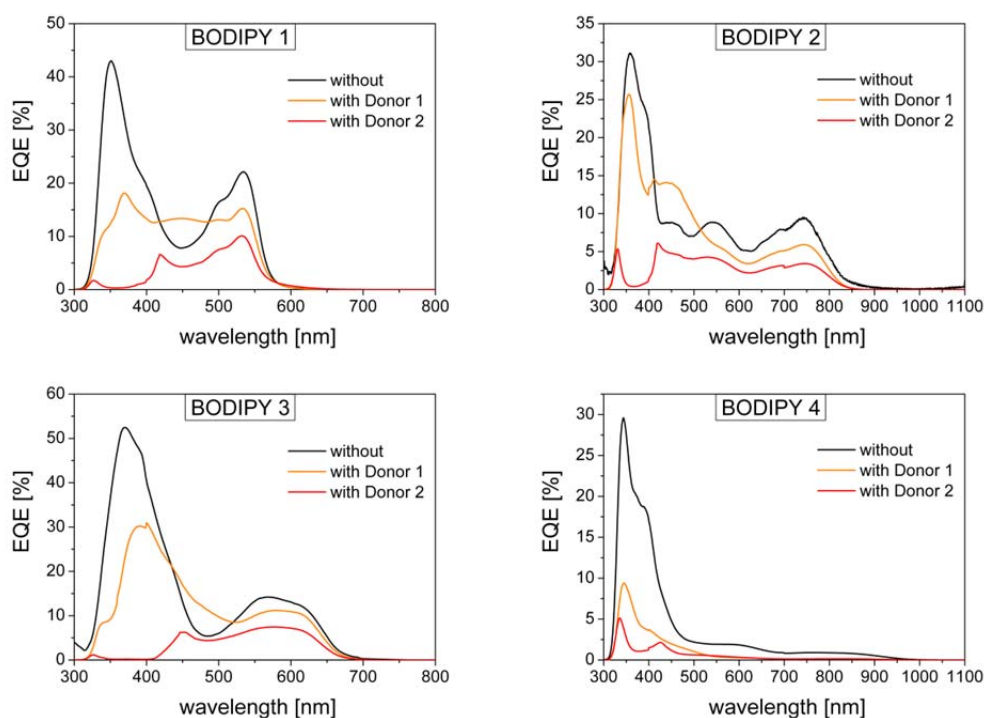 BODIPY 1
EQE [%]
50
40
30
20
10
0
without
with Donor 1
with Donor 2
300 400 500 600 700 800
wavelength [nm]
BODIPY 2
EQE [%]
35
30
25
20
15
10
5
0
without
with Donor 1
with Donor 2
300 400 500 600 700 800 900 1000 1100
wavelength [nm]
BODIPY 3
EQE [%]
60
50
40
30
20
10
0
without
with Donor 1
with Donor 2
300 400 500 600 700 800
wavelength [nm]
BODIPY 4
EQE [%]
30
25
20
15
10
5
0
without
with Donor 1
with Donor 2
300 400 500 600 700 800 900 1000 1100
wavelength [nm]